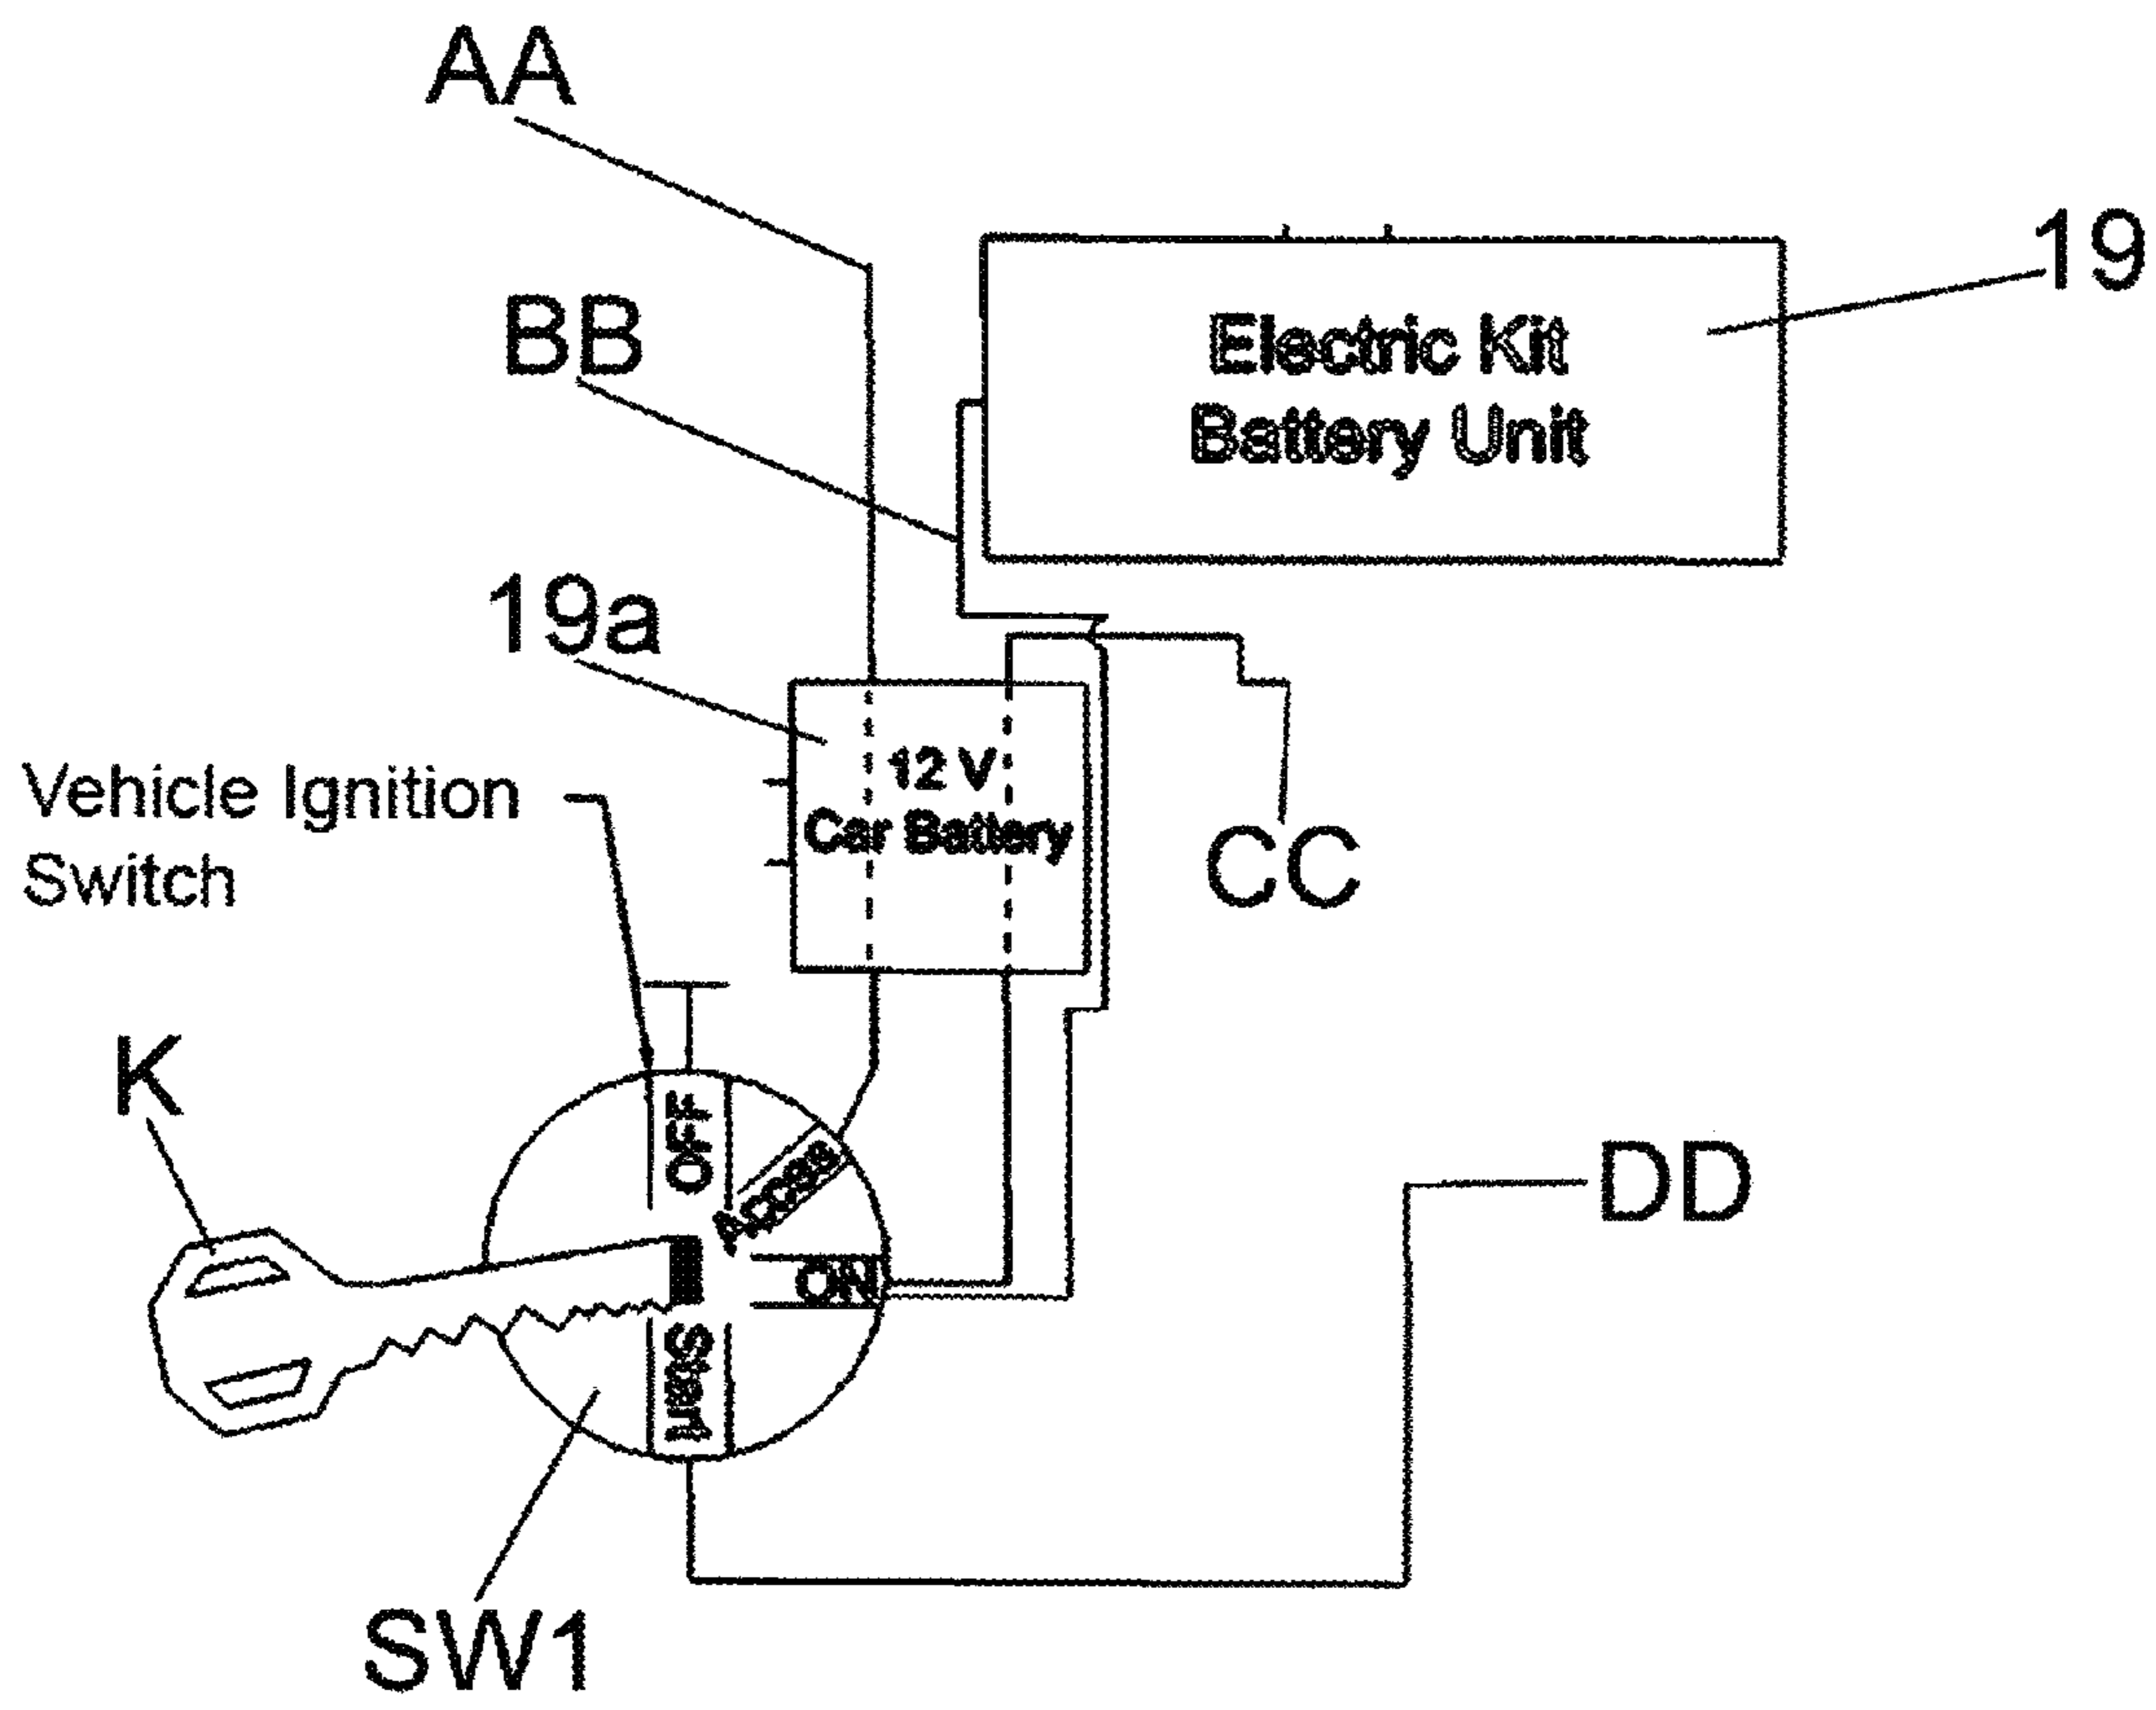 AA
19
BB
Electric Kit
Battery Unit
19a
12 V
Car Battery
Vehicle Ignition
Switch
CC
K
OFF
Access
DD
ON
Start
SW1